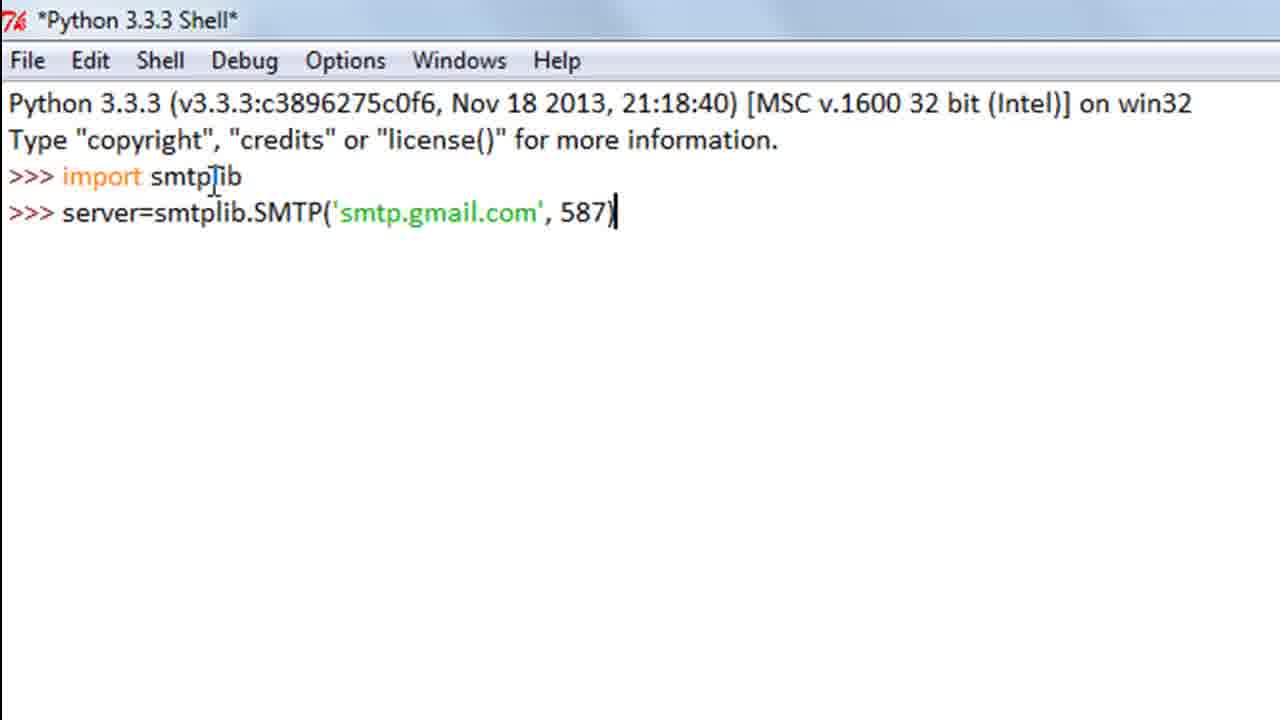 *Python 3.3.3 Shell*
File Edit Shell Debug Options Windows Help
Python 3.3.3 (v3.3.3:c3896275c0f6, Nov 18 2013, 21:18:40) [MSC v.1600 32 bit (Intel)] on win32
Type "copyright", "credits" or "license()" for more information.
>>> import smtplib
>>> server=smtplib.SMTP('smtp.gmail.com', 587)